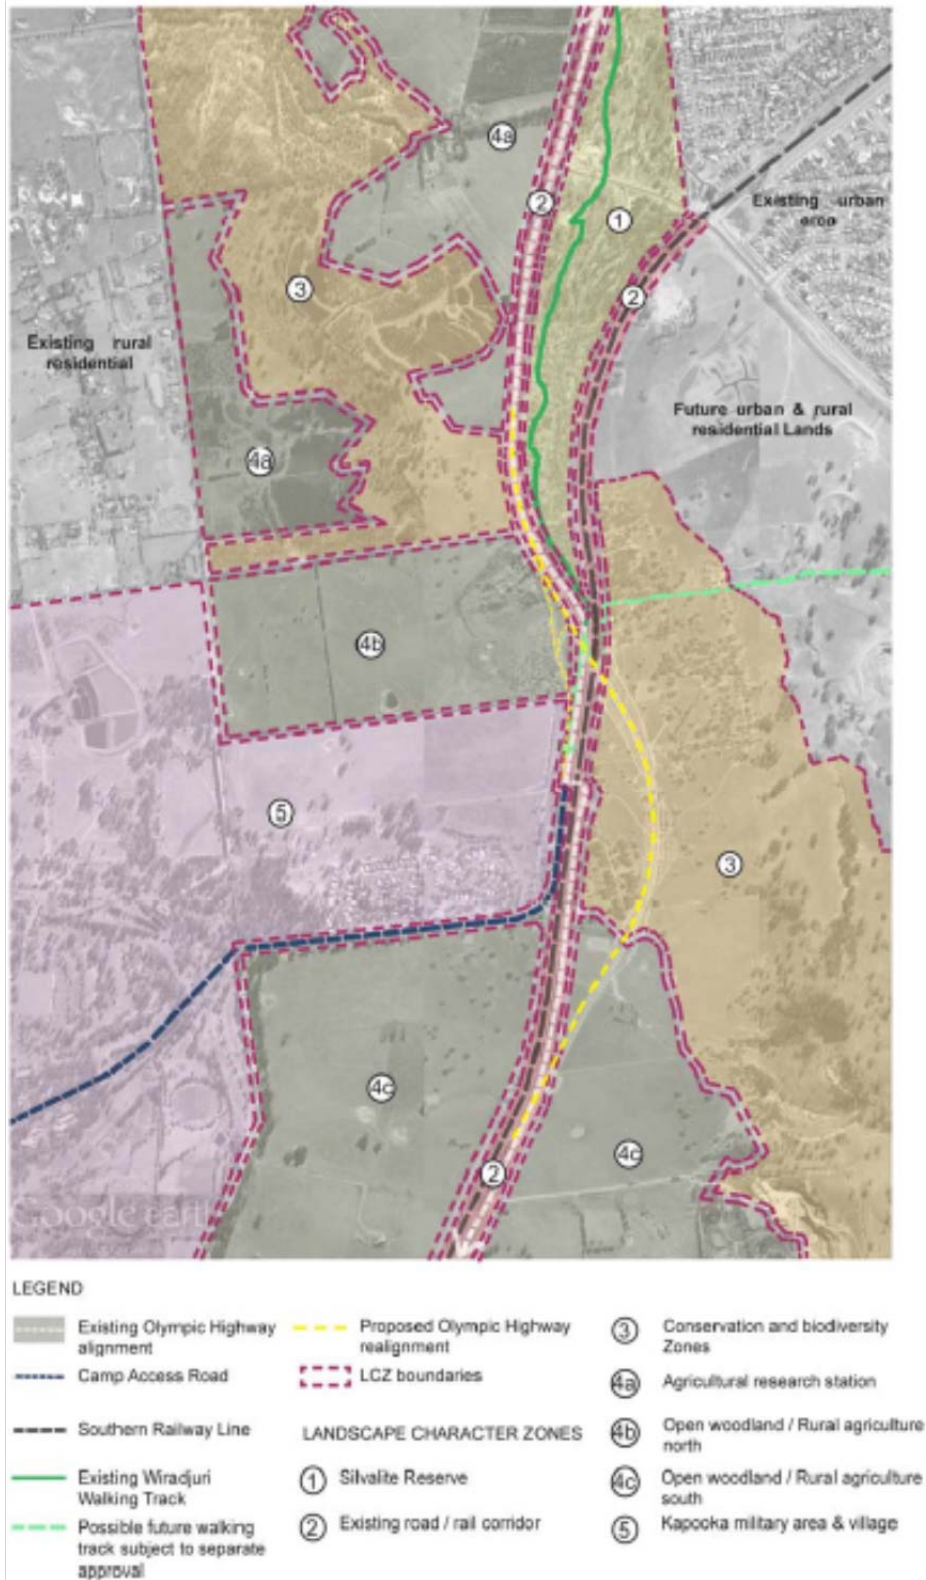 4a
2
Existing urban
area
1
3
2
Existing rural
residential
Future urban & rural
residential Lands
4a
4b
5
3
4c
4c
2
Google earth
LEGEND
Existing Olympic Highway
alignment
Camp Access Road
Southern Railway Line
Existing Wiradjuri
Walking Track
Possible future walking
track subject to separate
approval
Proposed Olympic Highway
realignment
LCZ boundaries
LANDSCAPE CHARACTER ZONES
1 Silvalite Reserve
2 Existing road / rail corridor
3 Conservation and biodiversity
Zones
4a Agricultural research station
4b Open woodland / Rural agriculture
north
4c Open woodland / Rural agriculture
south
5 Kapooka military area & village